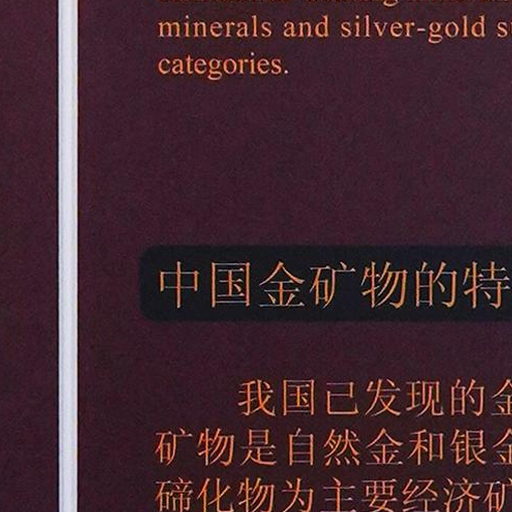 minerals and silver-gold
categories.
中国金矿物的特
我国已发现的金
矿物是自然金和银金
碲化物为主要经济矿